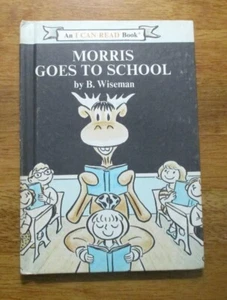 An I CAN READ Book
MORRIS
GOES TO SCHOOL
by B. Wiseman